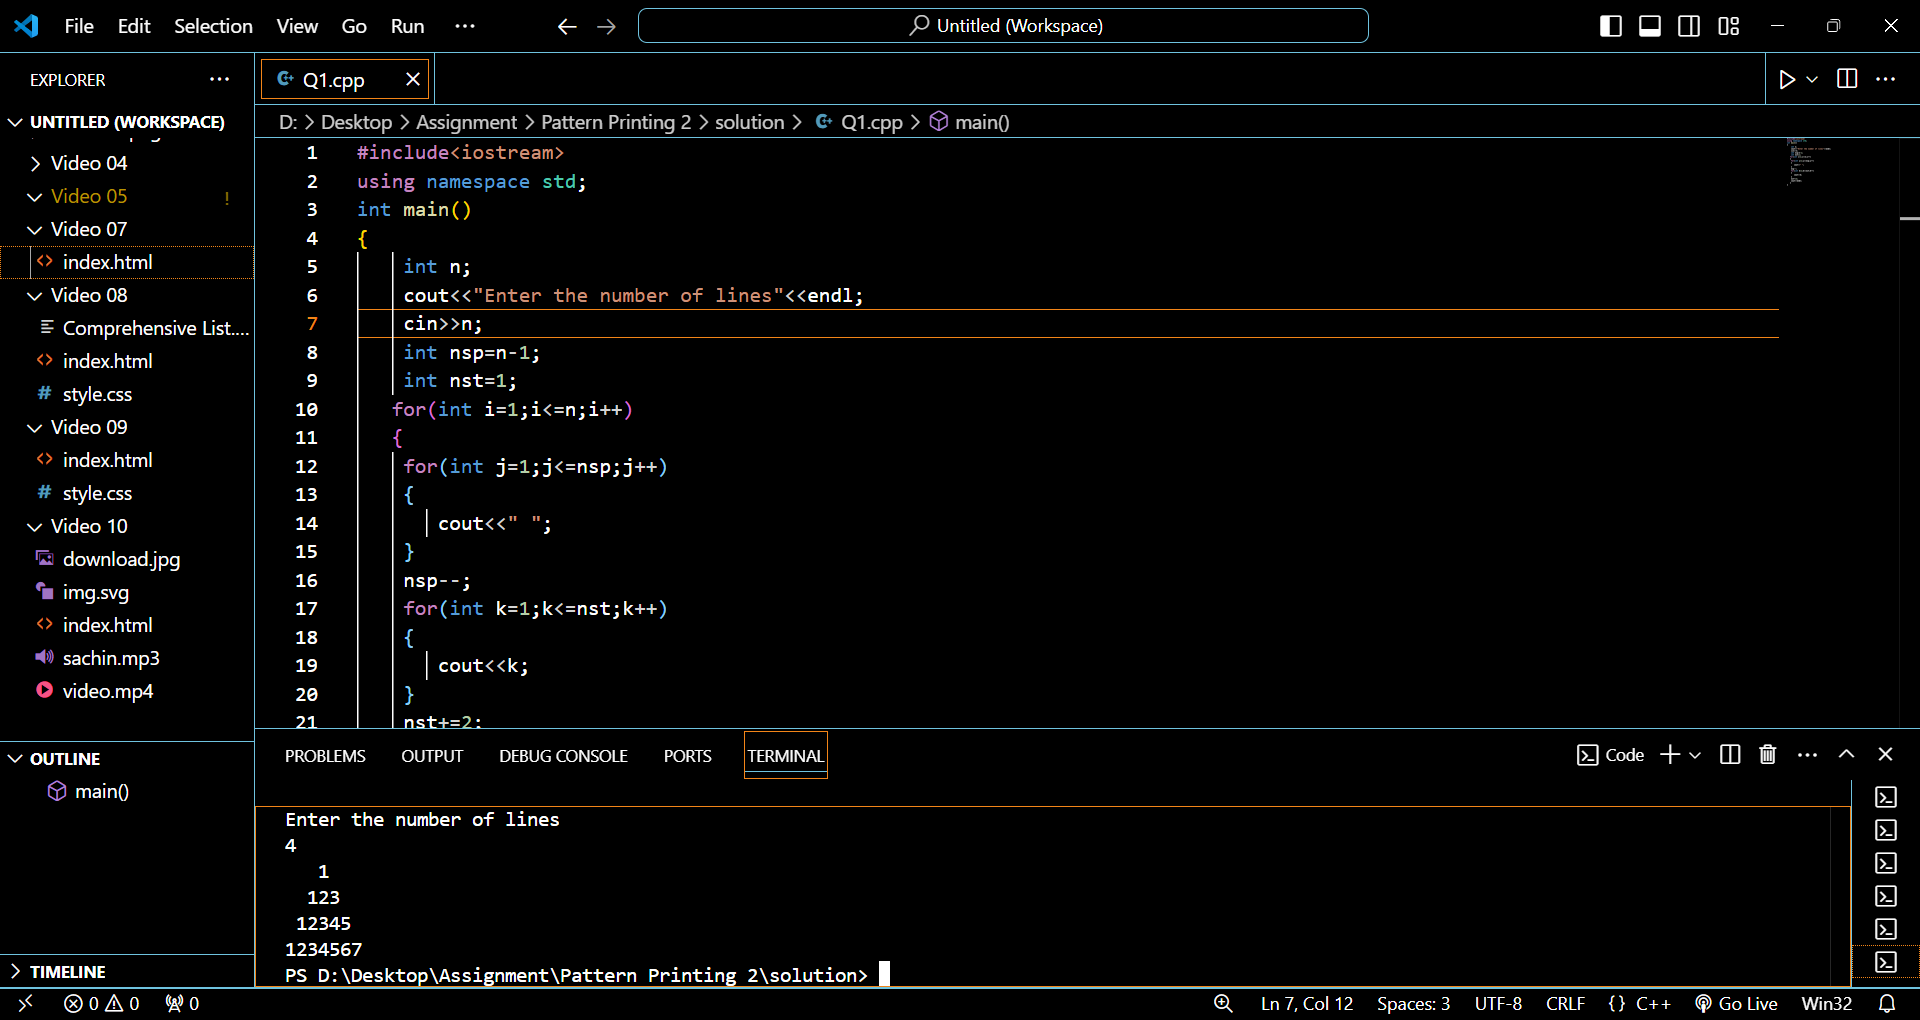 File Edit Selection View Go Run ··· Untitled (Workspace)
EXPLORER ···
Q1.cpp
UNTITLED (WORKSPACE)
D: > Desktop > Assignment > Pattern Printing 2 > solution > Q1.cpp > main()
Video 04
Video 05 !
Video 07
index.html
Video 08
Comprehensive List....
index.html
style.css
Video 09
index.html
style.css
Video 10
download.jpg
img.svg
index.html
sachin.mp3
video.mp4
OUTLINE
main()
TIMELINE
1 #include<iostream>
2 using namespace std;
3 int main()
4 {
5 int n;
6 cout<<"Enter the number of lines"<<endl;
7 cin>>n;
8 int nsp=n-1;
9 int nst=1;
10 for(int i=1;i<=n;i++)
11 {
12 for(int j=1;j<=nsp;j++)
13 {
14 cout<<" ";
15 }
16 nsp--;
17 for(int k=1;k<=nst;k++)
18 {
19 cout<<k;
20 }
21 nst+=2;
PROBLEMS OUTPUT DEBUG CONSOLE PORTS TERMINAL Code
Enter the number of lines
4
1
123
12345
1234567
PS D:\Desktop\Assignment\Pattern Printing 2\solution>
0 0 0 Ln 7, Col 12 Spaces: 3 UTF-8 CRLF {} C++ Go Live Win32